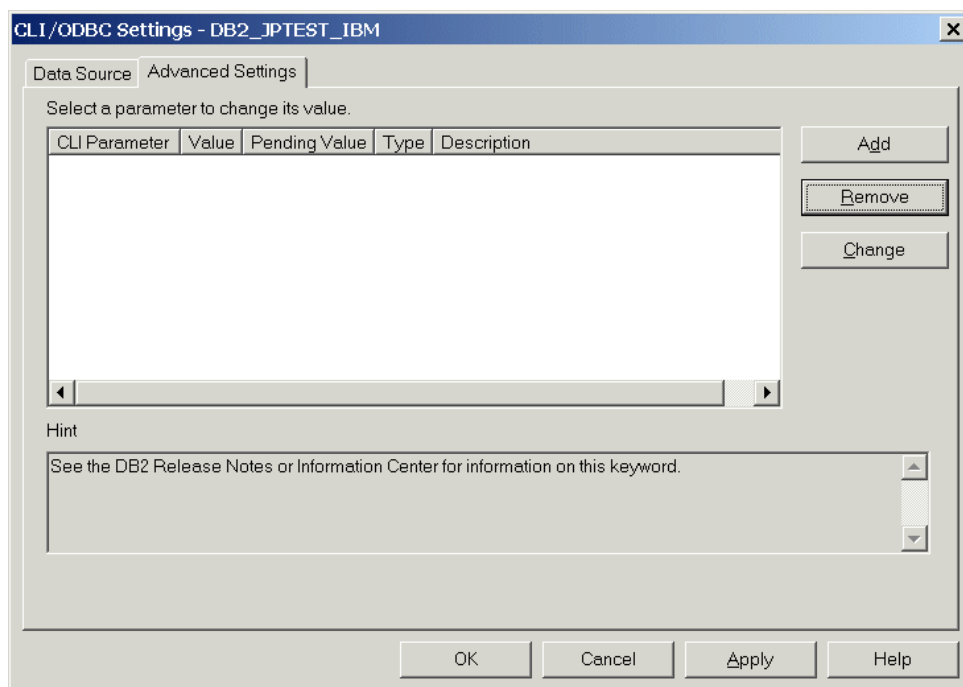 CLI/ODBC Settings - DB2_JPTEST_IBM
Data Source Advanced Settings
Select a parameter to change its value.
CLI Parameter Value Pending Value Type Description
Add
Remove
Change
Hint
See the DB2 Release Notes or Information Center for information on this keyword.
OK Cancel Apply Help